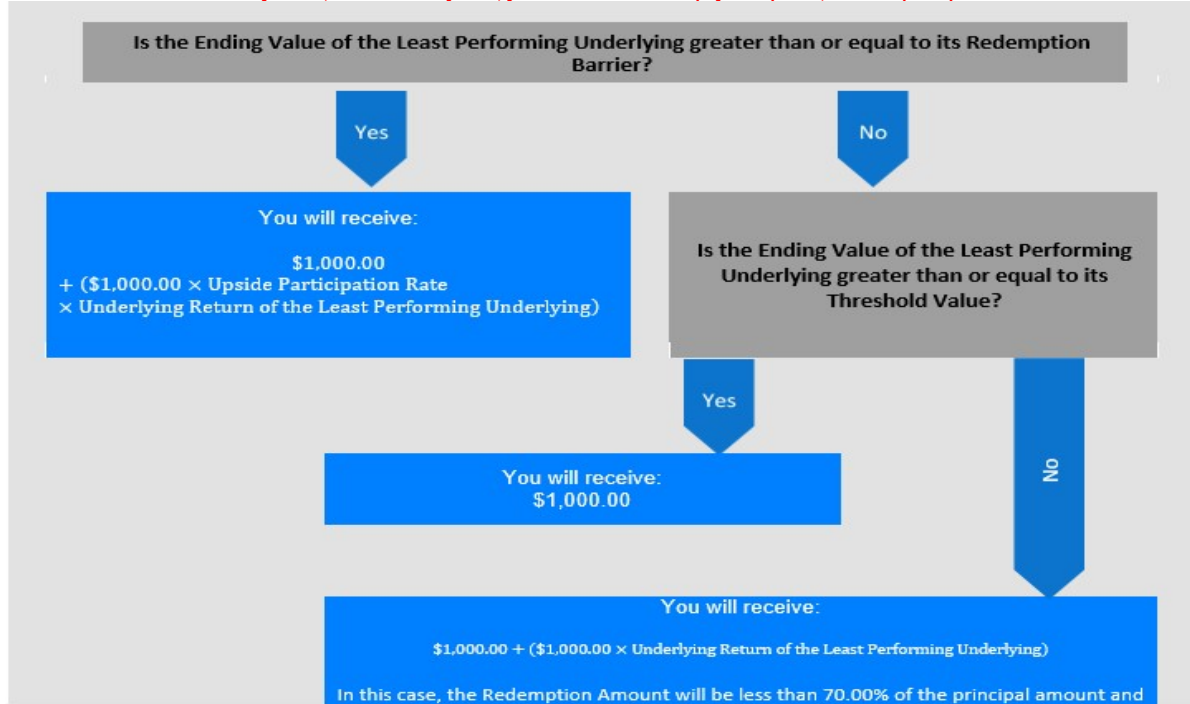 Is the Ending Value of the Least Performing Underlying greater than or equal to its Redemption
Barrier?
Yes
No
You will receive:
$1,000.00
+ ($1,000.00 × Upside Participation Rate
× Underlying Return of the Least Performing Underlying)
Is the Ending Value of the Least Performing
Underlying greater than or equal to its
Threshold Value?
Yes
No
You will receive:
$1,000.00
You will receive:
$1,000.00 + ($1,000.00 × Underlying Return of the Least Performing Underlying)
In this case, the Redemption Amount will be less than 70.00% of the principal amount and